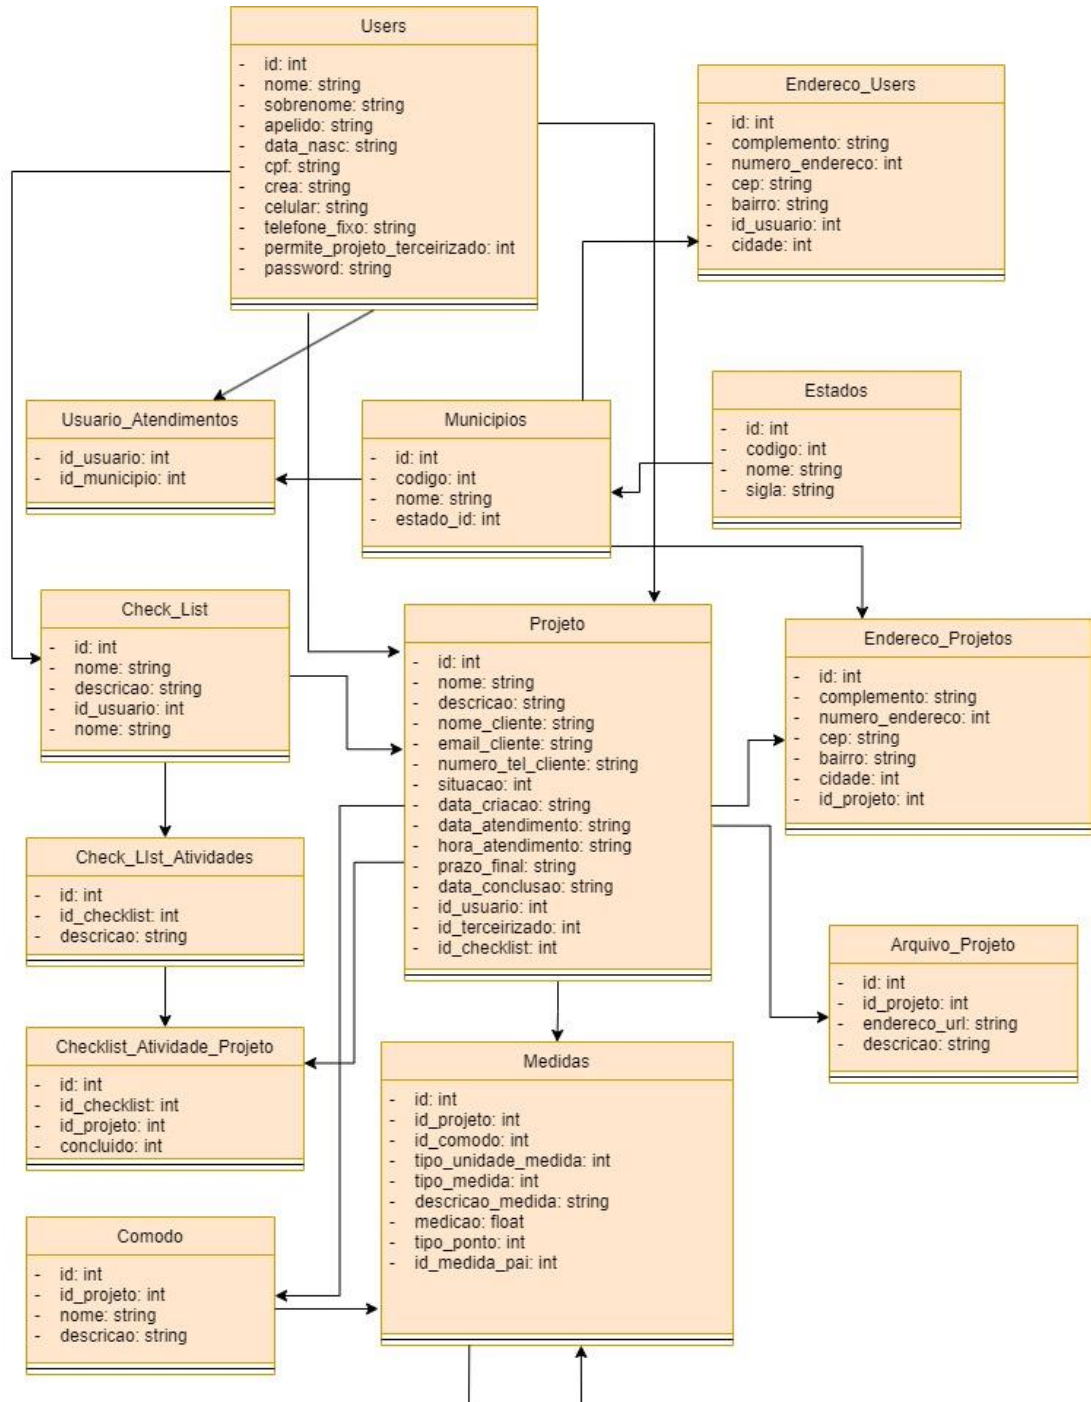 Users
- id: int
- nome: string
- sobrenome: string
- apelido: string
- data_nasc: string
- cpf: string
- crea: string
- celular: string
- telefone_fixo: string
- permite_projeto_terceirizado: int
- password: string
Endereco_Users
- id: int
- complemento: string
- numero_endereco: int
- cep: string
- bairro: string
- id_usuario: int
- cidade: int
Usuario_Atendimentos
- id_usuario: int
- id_municipio: int
Municipios
- id: int
- codigo: int
- nome: string
- estado_id: int
Estados
- id: int
- codigo: int
- nome: string
- sigla: string
Check_List
- id: int
- nome: string
- descricao: string
- id_usuario: int
- nome: string
Projeto
- id: int
- nome: string
- descricao: string
- nome_cliente: string
- email_cliente: string
- numero_tel_cliente: string
- situacao: int
- data_criacao: string
- data_atendimento: string
- hora_atendimento: string
- prazo_final: string
- data_conclusao: string
- id_usuario: int
- id_terceirizado: int
- id_checklist: int
Endereco_Projetos
- id: int
- complemento: string
- numero_endereco: int
- cep: string
- bairro: string
- cidade: int
- id_projeto: int
Check_LIst_Atividades
- id: int
- id_checklist: int
- descricao: string
Arquivo_Projeto
- id: int
- id_projeto: int
- endereco_url: string
- descricao: string
Checklist_Atividade_Projeto
- id: int
- id_checklist: int
- id_projeto: int
- concluido: int
Medidas
- id: int
- id_projeto: int
- id_comodo: int
- tipo_unidade_medida: int
- tipo_medida: int
- descricao_medida: string
- medicao: float
- tipo_ponto: int
- id_medida_pai: int
Comodo
- id: int
- id_projeto: int
- nome: string
- descricao: string